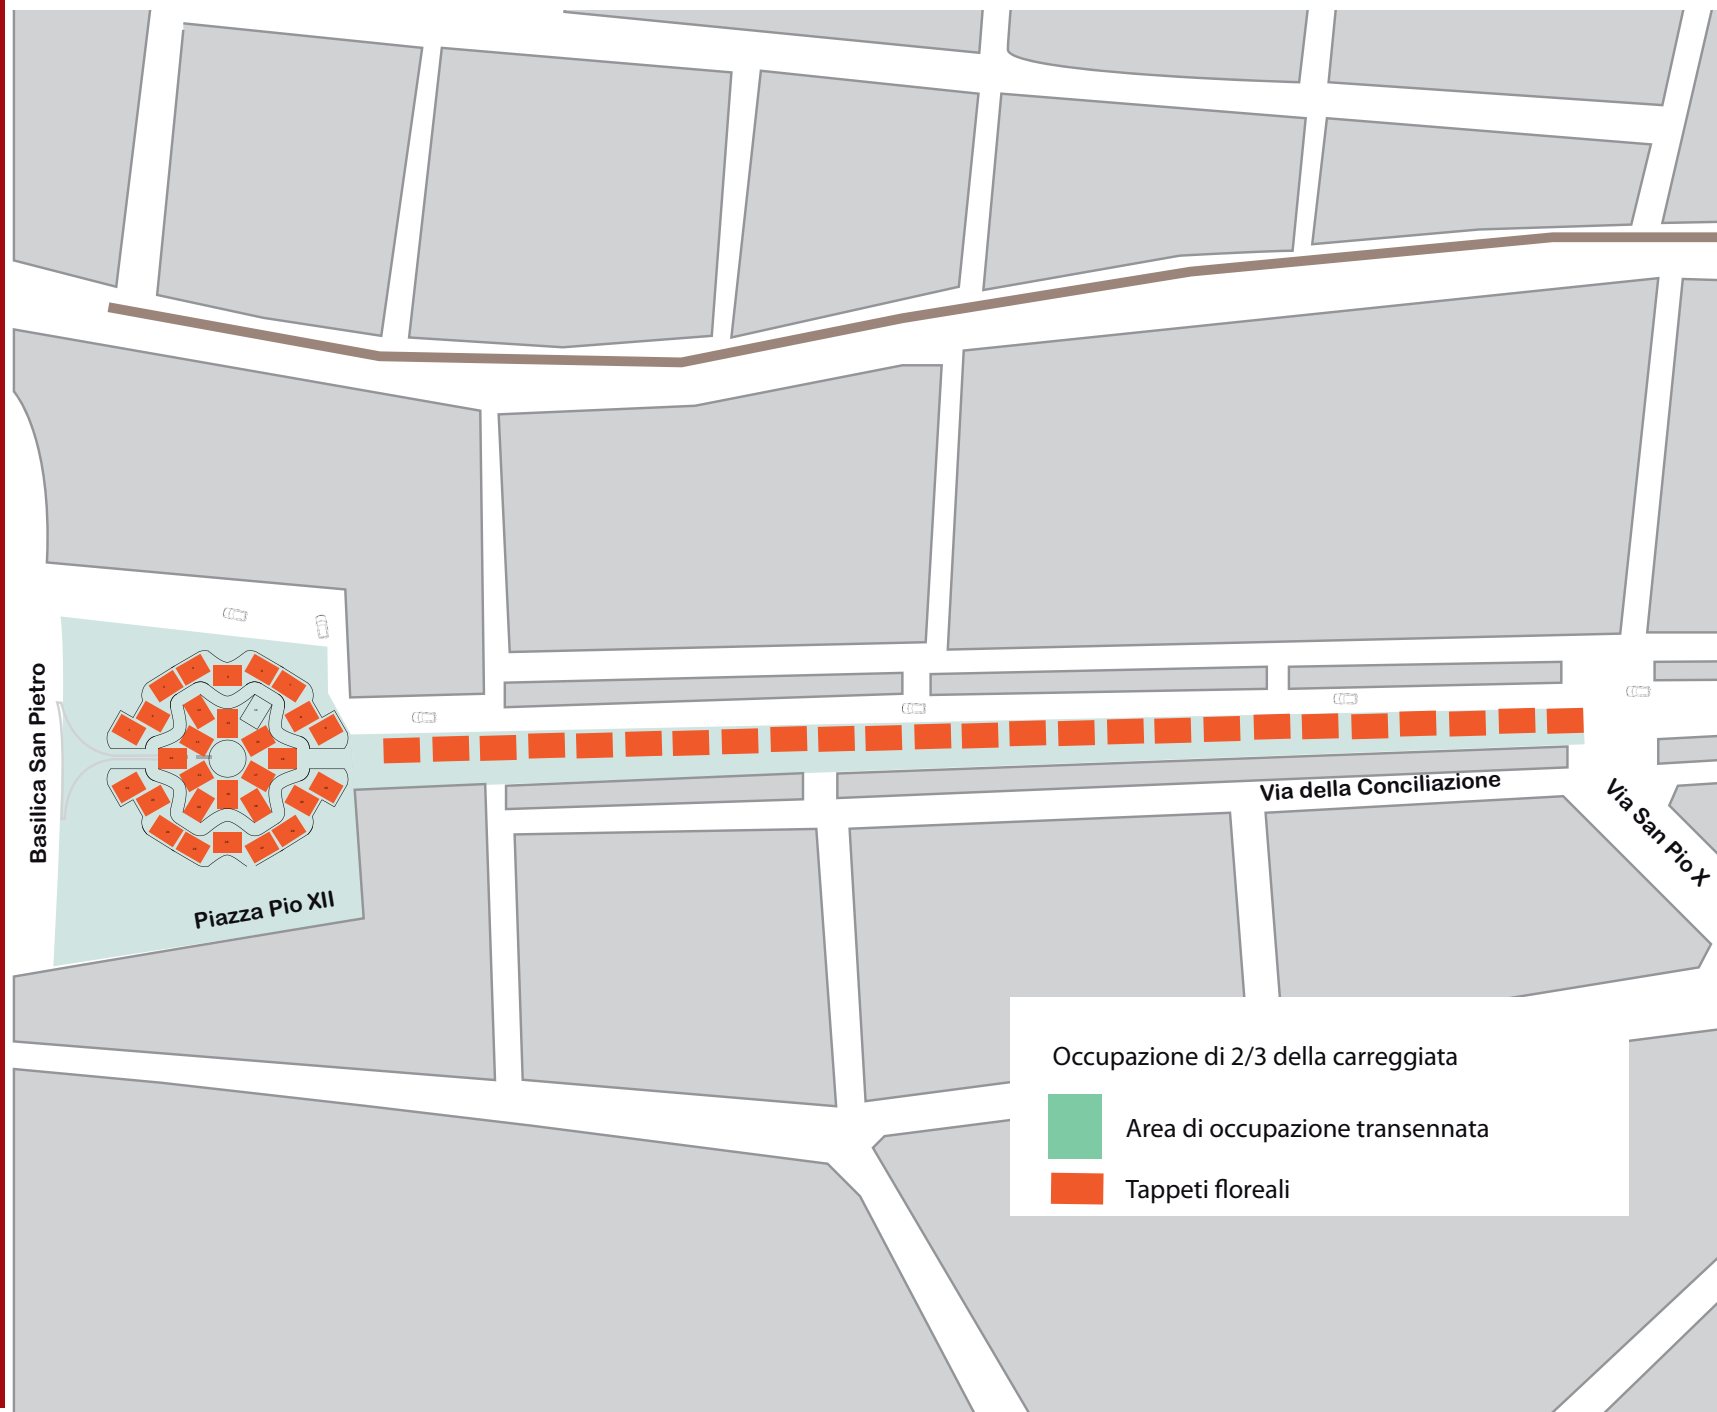 Basilica San Pietro
Piazza Pio XII
Via della Conciliazione
Via San Pio X
Occupazione di 2/3 della carreggiata
Area di occupazione transennata
Tappeti floreali